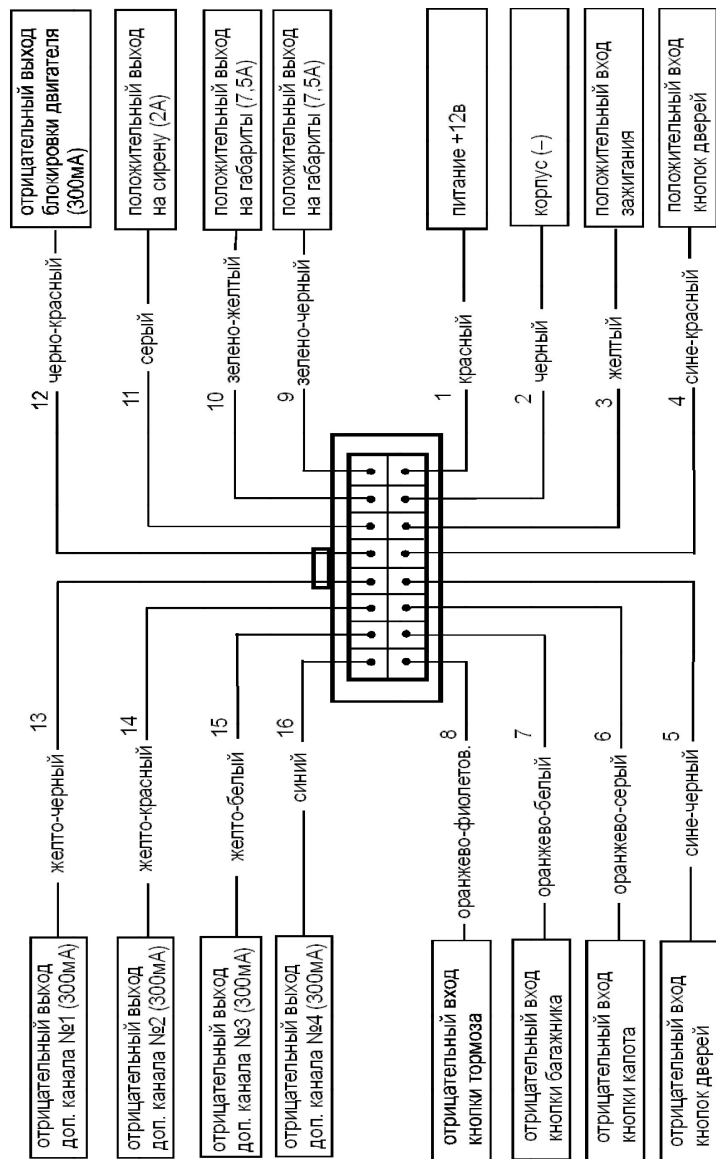 желто-черный
13
отрицательный выход
доп. канала №1 (300мА)
желто-красный
14
отрицательный выход
доп. канала №2 (300мА)
желто-белый
15
отрицательный выход
доп. канала №3 (300мА)
синий
16
отрицательный выход
доп. канала №4 (300мА)
оранжево-фиолетов.
8
отрицательный вход
кнопки тормоза
оранжево-белый
7
отрицательный вход
кнопки багажника
оранжево-серый
6
отрицательный вход
кнопки капота
сине-черный
5
отрицательный вход
кнопок дверей
12
черно-красный
отрицательный выход
блокировки двигателя
(300мА)
11
серый
положительный выход
на сирену (2А)
10
зелено-желтый
положительный выход
на габариты (7,5А)
9
зелено-черный
положительный выход
на габариты (7,5А)
1
красный
питание +12в
2
черный
корпус (–)
3
желтый
положительный вход
зажигания
4
сине-красный
положительный вход
кнопок дверей